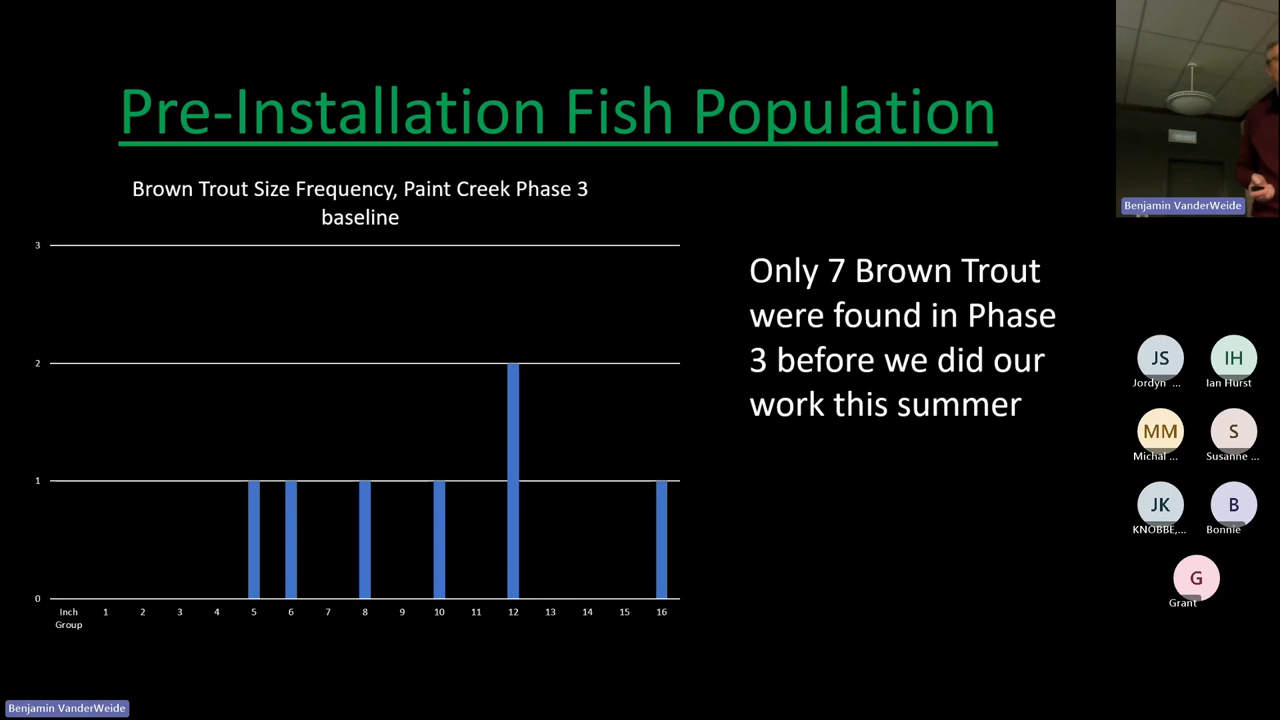 Pre-Installation Fish Population
Brown Trout Size Frequency, Paint Creek Phase 3
baseline
3
2
1
0
Inch
Group
1
2
3
4
5
6
7
8
9
10
11
12
13
14
15
16
Only 7 Brown Trout
were found in Phase
3 before we did our
work this summer
Benjamin VanderWeide
JS
Jordyn ...
IH
Ian Hurst
MM
Michal ...
S
Susanne ...
JK
KNOBBE,...
B
Bonnie
G
Grant
Benjamin VanderWeide